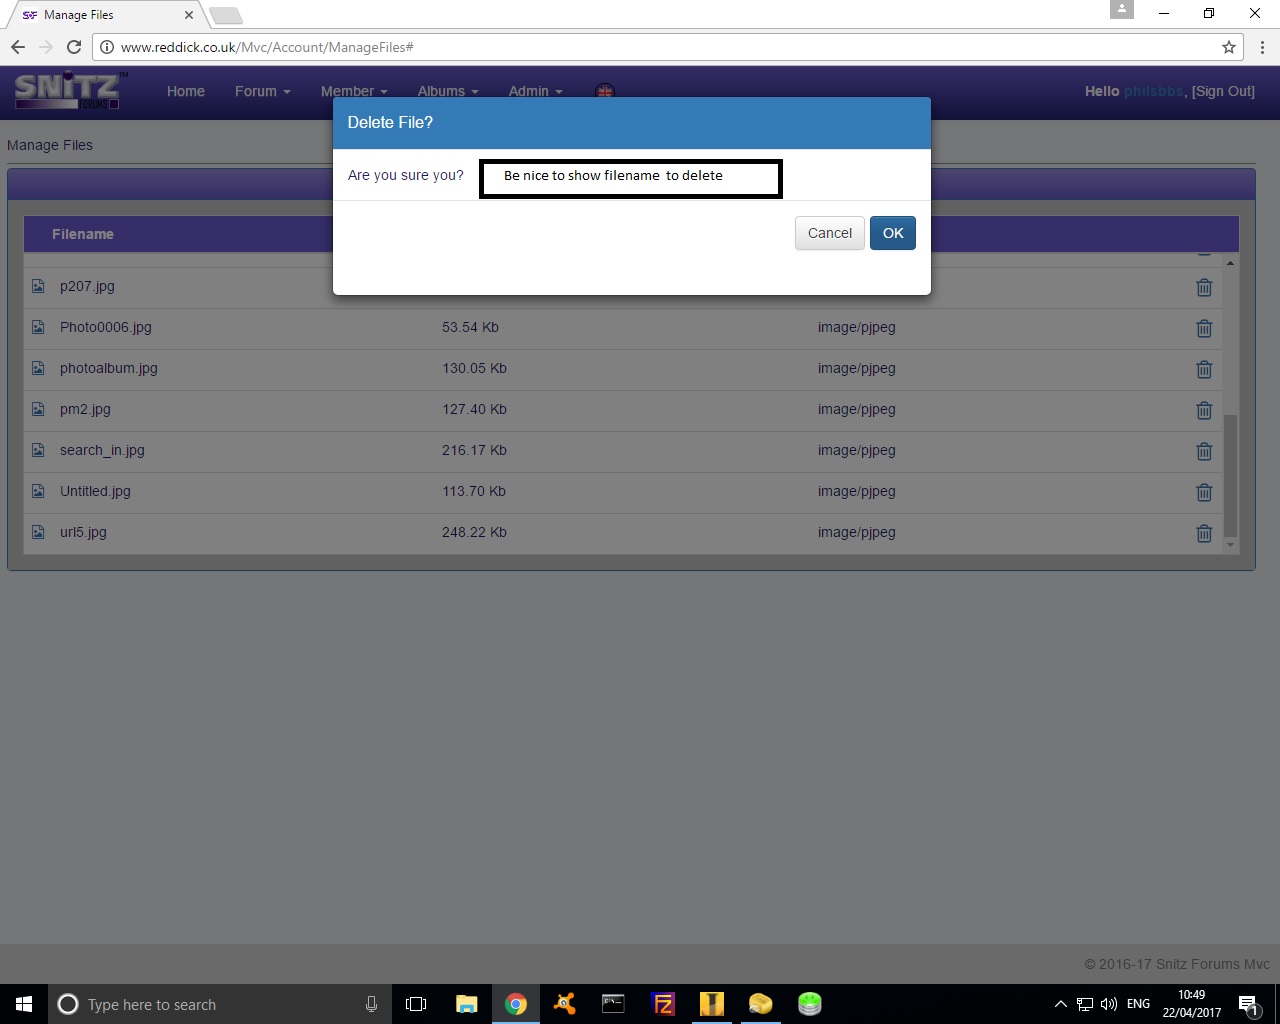 Manage Files
www.reddick.co.uk/Mvc/Account/ManageFiles#
SNiTZ™ FORUMS
Home Forum Member Albums Admin
Hello philsbbs, [Sign Out]
Delete File?
Manage Files
Are you sure you? Be nice to show filename to delete
Cancel OK
Filename
p207.jpg
Photo0006.jpg 53.54 Kb image/pjpeg
photoalbum.jpg 130.05 Kb image/pjpeg
pm2.jpg 127.40 Kb image/pjpeg
search_in.jpg 216.17 Kb image/pjpeg
Untitled.jpg 113.70 Kb image/pjpeg
url5.jpg 248.22 Kb image/pjpeg
© 2016-17 Snitz Forums Mvc
Type here to search
ENG
10:49
22/04/2017
1